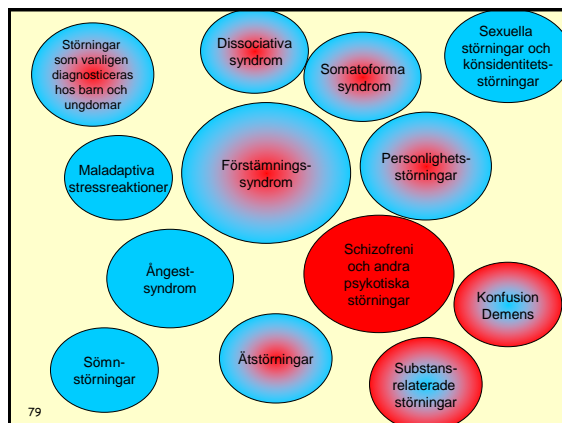 Störningar
som vanligen
diagnosticeras
hos barn och
ungdomar
Dissociativa
syndrom
Somatoforma
syndrom
Sexuella
störningar och
könsidentitets-
störningar
Maladaptiva
stressreaktioner
Förstämnings-
syndrom
Personlighets-
störningar
Ångest-
syndrom
Schizofreni
och andra
psykotiska
störningar
Konfusion
Demens
Sömn-
störningar
Ätstörningar
Substans-
relaterade
störningar
79